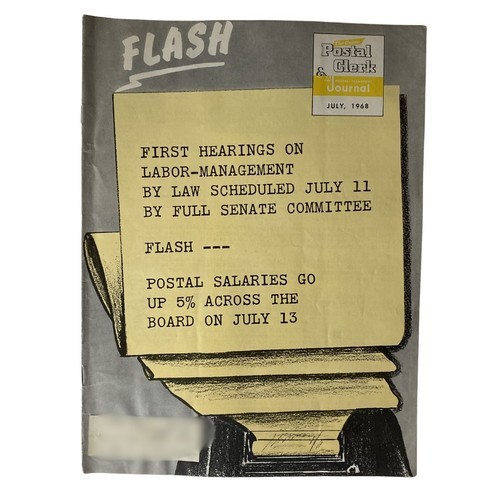 FLASH
Postal
& Clerk
Journal
JULY, 1968
FIRST HEARINGS ON
LABOR-MANAGEMENT
BY LAW SCHEDULED JULY 11
BY FULL SENATE COMMITTEE
FLASH ---
POSTAL SALARIES GO
UP 5% ACROSS THE
BOARD ON JULY 13